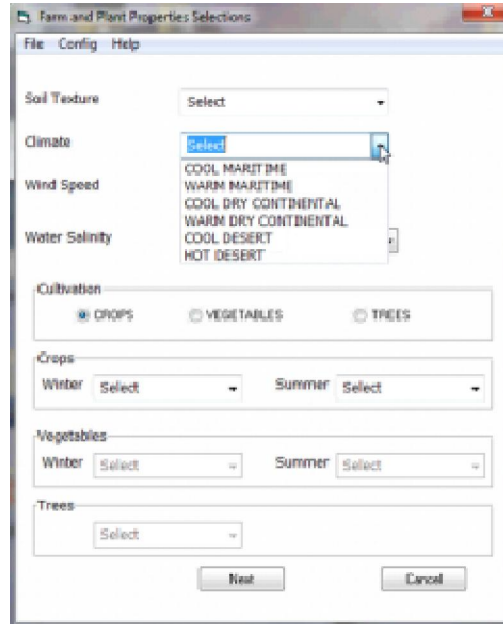 Farm and Plant Properties Selections
File Config Help
Soil Texture Select
Climate Select
COOL MARITIME
WARM MARITIME
Wind Speed
COOL DRY CONTINENTAL
WARM DRY CONTINENTAL
Water Salinity
COOL DESERT
HOT DESERT
Cultivation
CROPS VEGETABLES TREES
Crops
Winter Select Summer Select
Vegetables
Winter Select Summer Select
Trees
Select
Next Cancel